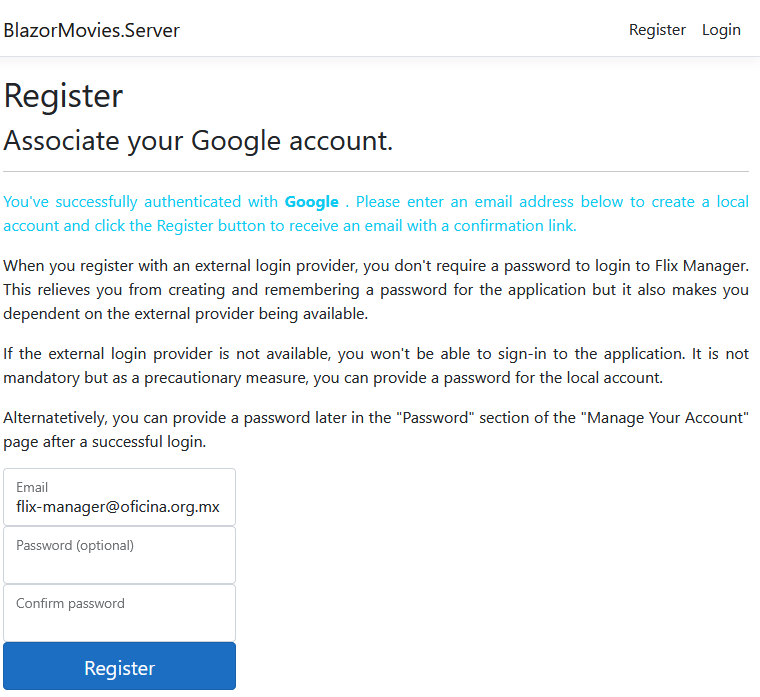 BlazorMovies.Server
Register Login
Register
Associate your Google account.
You've successfully authenticated with Google . Please enter an email address below to create a local
account and click the Register button to receive an email with a confirmation link.
When you register with an external login provider, you don't require a password to login to Flix Manager.
This relieves you from creating and remembering a password for the application but it also makes you
dependent on the external provider being available.
If the external login provider is not available, you won't be able to sign-in to the application. It is not
mandatory but as a precautionary measure, you can provide a password for the local account.
Alternatetively, you can provide a password later in the "Password" section of the "Manage Your Account"
page after a successful login.
Email
flix-manager@oficina.org.mx
Password (optional)
Confirm password
Register